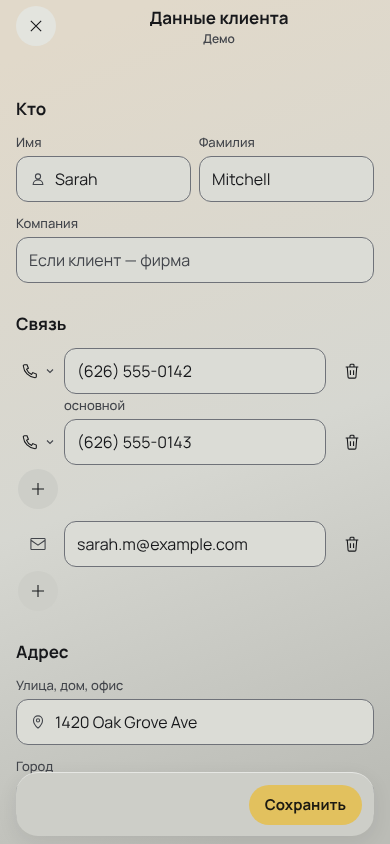 Данные клиента
Демо
Кто
Имя
Фамилия
Sarah
Mitchell
Компания
Если клиент — фирма
Связь
(626) 555-0142
основной
(626) 555-0143
sarah.m@example.com
Адрес
Улица, дом, офис
1420 Oak Grove Ave
Город
Сохранить